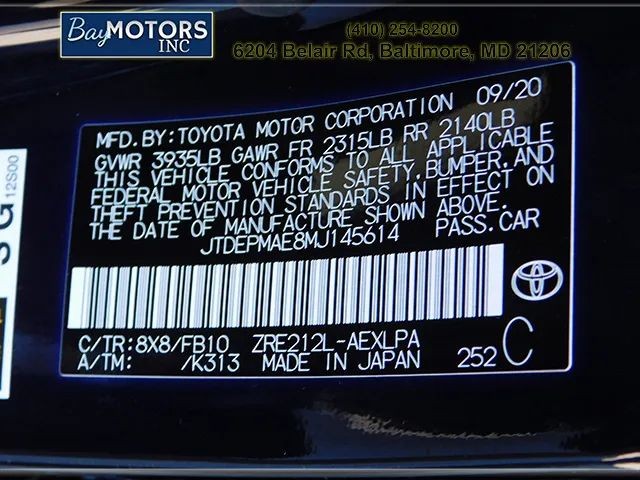 Bay MOTORS
INC
(410) 254-8200
6204 Belair Rd, Baltimore, MD 21206
MFD. BY: TOYOTA MOTOR CORPORATION 09/20
GVWR 3935LB GAWR FR 2315LB RR 2140LB
THIS VEHICLE CONFORMS TO ALL APPLICABLE
FEDERAL MOTOR VEHICLE SAFETY, BUMPER, AND
THEFT PREVENTION STANDARDS IN EFFECT ON
THE DATE OF MANUFACTURE SHOWN ABOVE.
JTDEPMAE8MJ145614 PASS. CAR
C/TR: 8X8/FB10 ZRE212L-AEXLPA
A/TM: /K313 MADE IN JAPAN 252 C
12S00